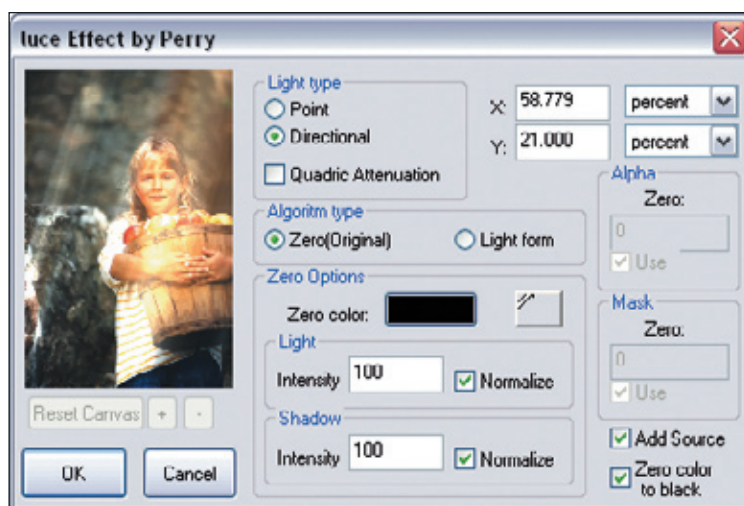 luce Effect by Perry
Light type
Point
Directional
Quadric Attenuation
X: 58.779 percent
Y: 21.000 percent
Algoritm type
Zero(Original) Light form
Alpha
Zero:
0
Use
Zero Options
Zero color:
Light
Intensity 100 Normalize
Shadow
Intensity 100 Normalize
Mask
Zero:
0
Use
Add Source
Zero color
to black
Reset Canvas + -
OK Cancel